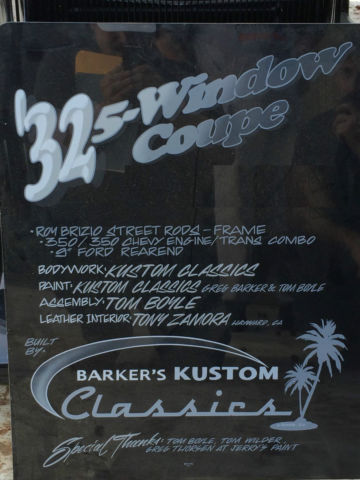 '32 5-Window
Coupe
• ROY BRIZIO STREET RODS - FRAME
• 350/350 CHEVY ENGINE/TRANS COMBO
• 9" FORD REAREND
BODYWORK: KUSTOM CLASSICS
PAINT: KUSTOM CLASSICS GREG BARKER & TOM BOYLE
ASSEMBLY: TOM BOYLE
LEATHER INTERIOR: TONY ZAMORA HAYWARD, CA
BUILT
BY:
BARKER'S KUSTOM
Classics
Special Thanks: TOM BOYLE, TOM WILDER,
GREG THORSEN AT JERRY'S PAINT